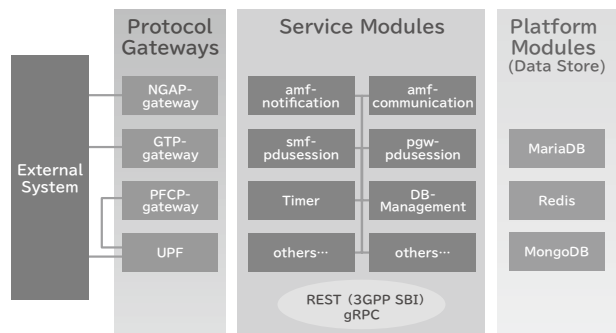 Protocol
Gateways
Service Modules
Platform
Modules
(Data Store)
External
System
NGAP-
gateway
GTP-
gateway
PFCP-
gateway
UPF
amf-
notification
amf-
communication
smf-
pdusession
pgw-
pdusession
Timer
DB-
Management
others…
others…
REST (3GPP SBI)
gRPC
MariaDB
Redis
MongoDB